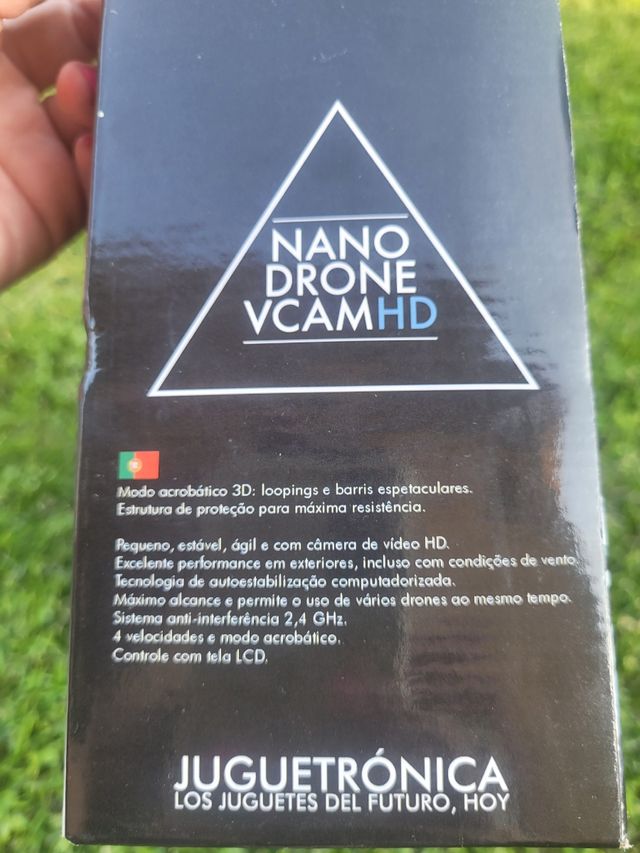 NANO
DRONE
VCAMHD
Modo acrobático 3D: loopings e barris espetaculares.
Estrutura de proteção para máxima resistência.
Pequeno, estável, ágil e com câmera de vídeo HD.
Excelente performance em exteriores, incluso com condições de vento.
Tecnologia de autoestabilização computadorizada.
Máximo alcance e permite o uso de vários drones ao mesmo tempo.
Sistema anti-interferência 2,4 GHz.
4 velocidades e modo acrobático.
Controle com tela LCD.
JUGUETRÓNICA
LOS JUGUETES DEL FUTURO, HOY